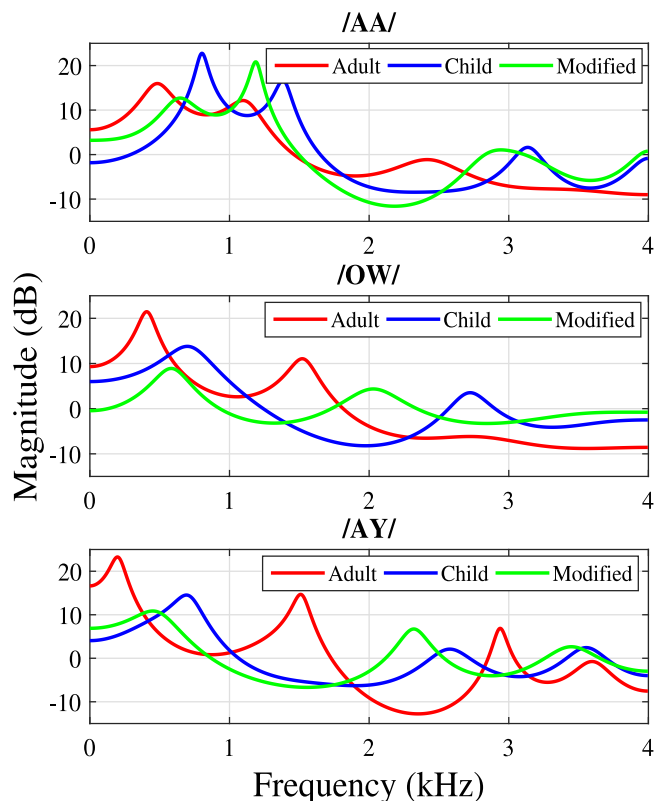 /AA/
20
10
0
-10
Adult Child Modified
0 1 2 3 4
/OW/
20
10
0
-10
Adult Child Modified
0 1 2 3 4
/AY/
20
10
0
-10
Adult Child Modified
0 1 2 3 4
Magnitude (dB)
Frequency (kHz)